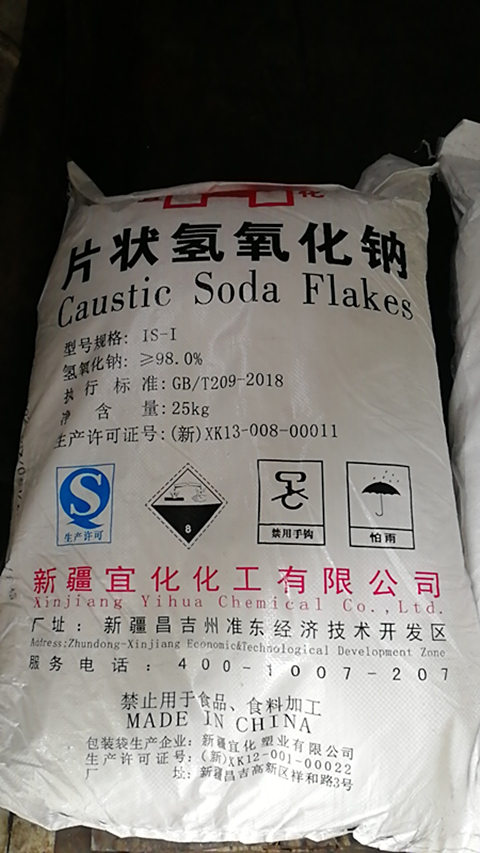 化
片状氢氧化钠
Caustic Soda Flakes
型号规格: IS-I
氢氧化钠: ≥98.0%
执行标准: GB/T209-2018
净含量: 25kg
生产许可证号: (新)XK13-008-00011
S
生产许可
8
禁用手钩
怕雨
新疆宜化化工有限公司
Xinjiang Yihua Chemical Co.,Ltd.
厂址: 新疆昌吉州准东经济技术开发区
Address:Zhundong-Xinjiang Economic&Technological Development Zone
服务电话: 400-1007-207
禁止用于食品、食料加工
MADE IN CHINA
包装袋生产企业: 新疆宜化塑业有限公司
生产许可证号: (新)XK12-001-00022
厂址: 新疆昌吉高新区祥和路3号